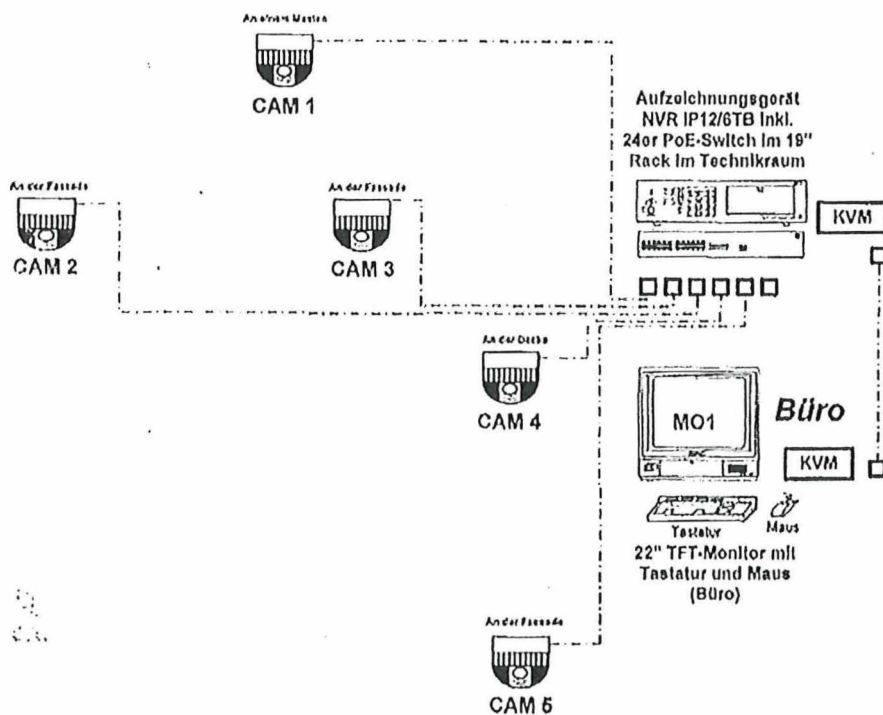 An einem Masten
CAM 1
Aufzeichnungsgerät
NVR IP12/6TB Inkl.
24er PoE-Switch im 19"
Rack im Technikraum
KVM
An der Fassade
CAM 2
An der Fassade
CAM 3
An der Decke
CAM 4
MO1
Büro
KVM
Tastatur
Maus
22" TFT-Monitor mit
Tastatur und Maus
(Büro)
An der Fassade
CAM 5